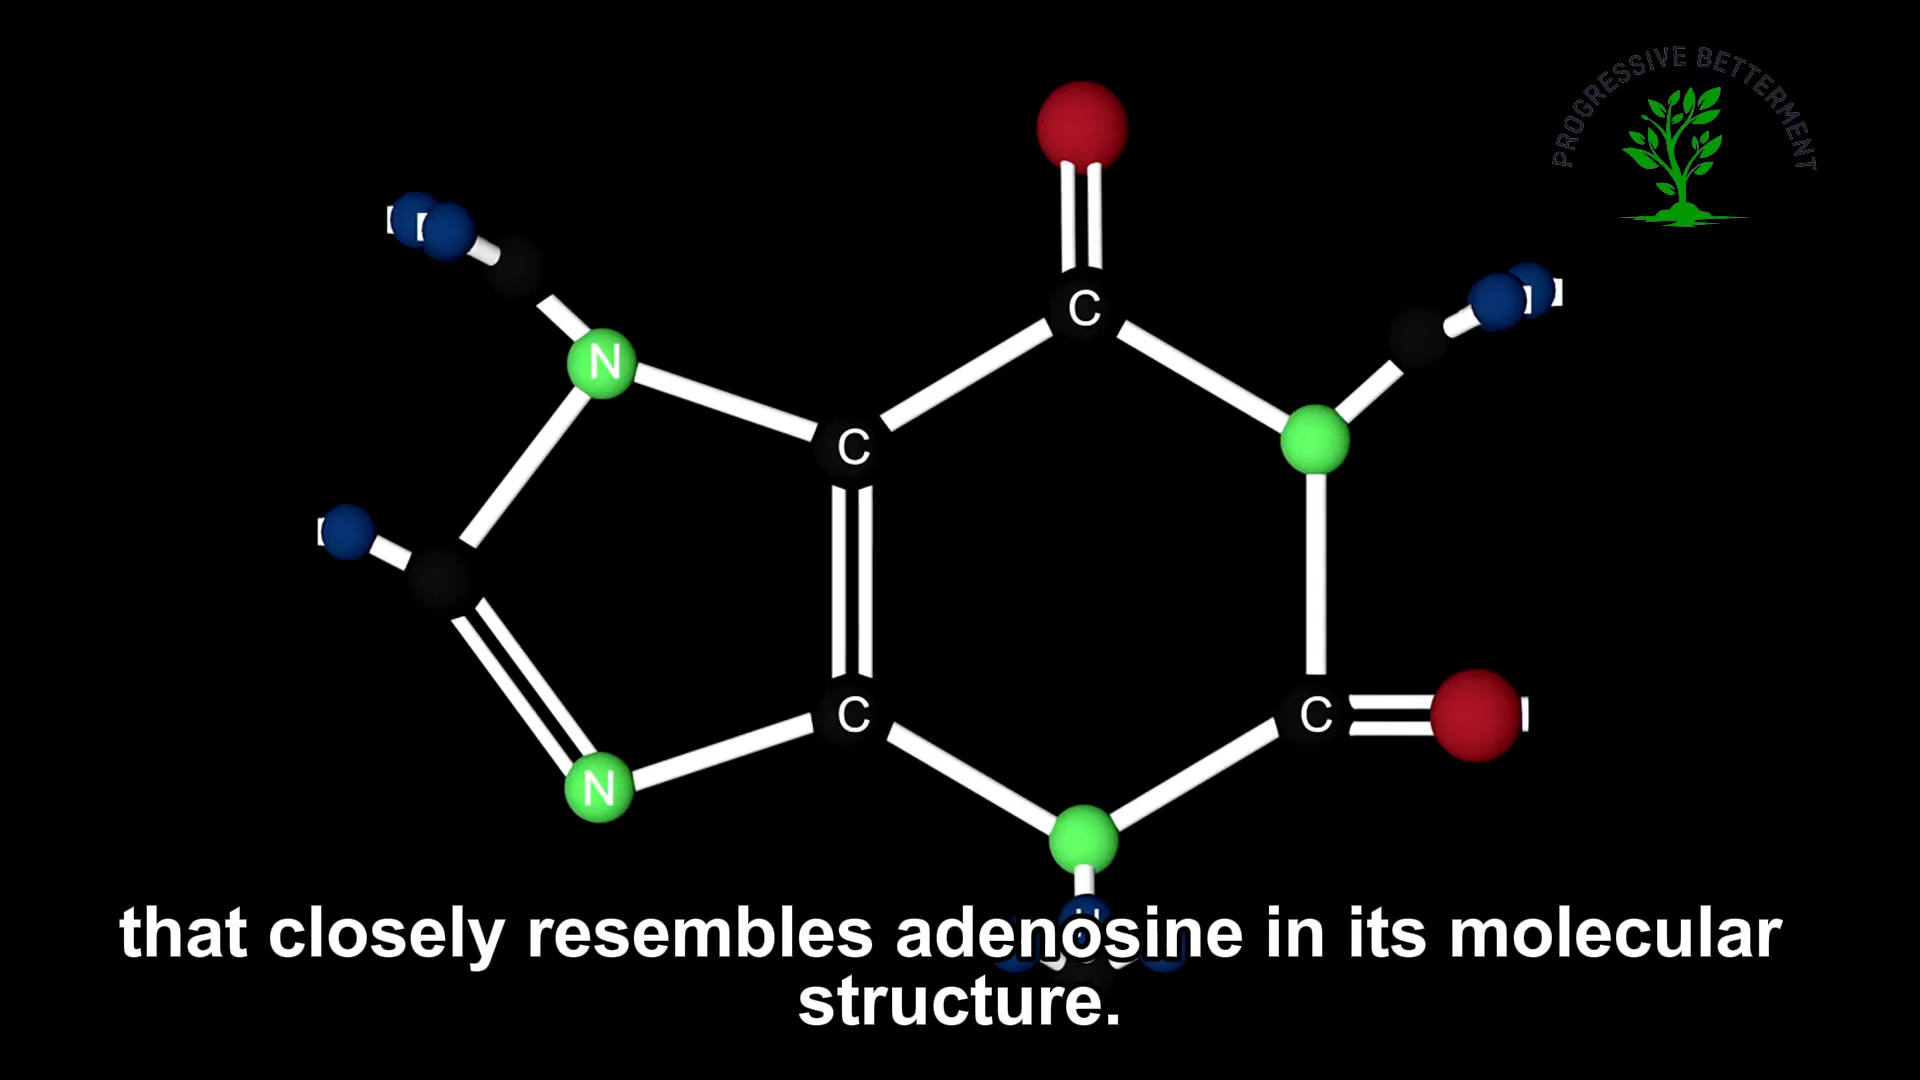 PROGRESSIVE BETTERMENT
C
N
C
C
C
N
that closely resembles adenosine in its molecular
structure.